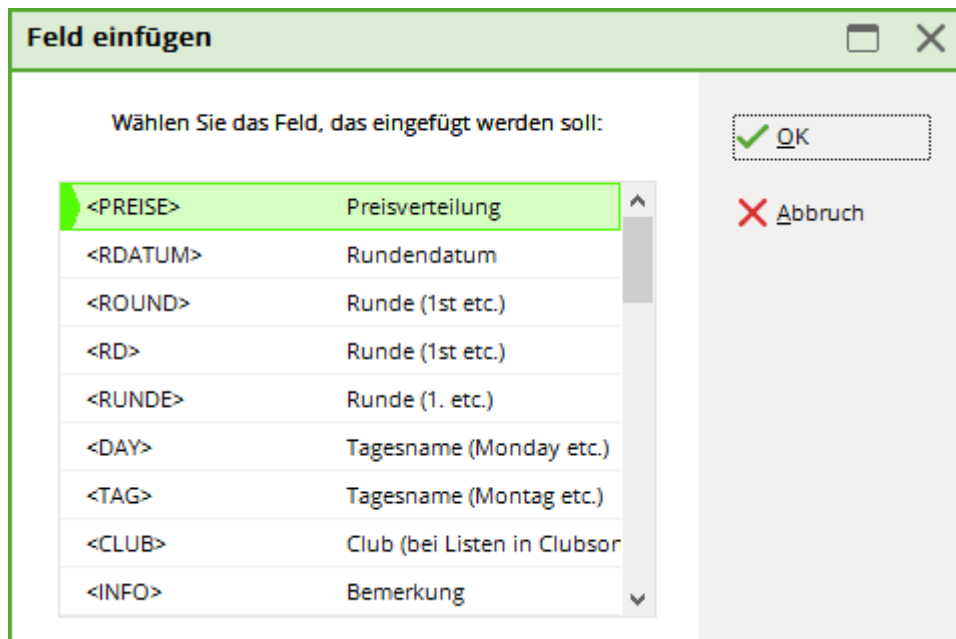 Feld einfügen
Wählen Sie das Feld, das eingefügt werden soll:
OK
Abbruch
<PREISE> Preisverteilung
<RDATUM> Rundendatum
<ROUND> Runde (1st etc.)
<RD> Runde (1st etc.)
<RUNDE> Runde (1. etc.)
<DAY> Tagesname (Monday etc.)
<TAG> Tagesname (Montag etc.)
<CLUB> Club (bei Listen in Clubsor
<INFO> Bemerkung